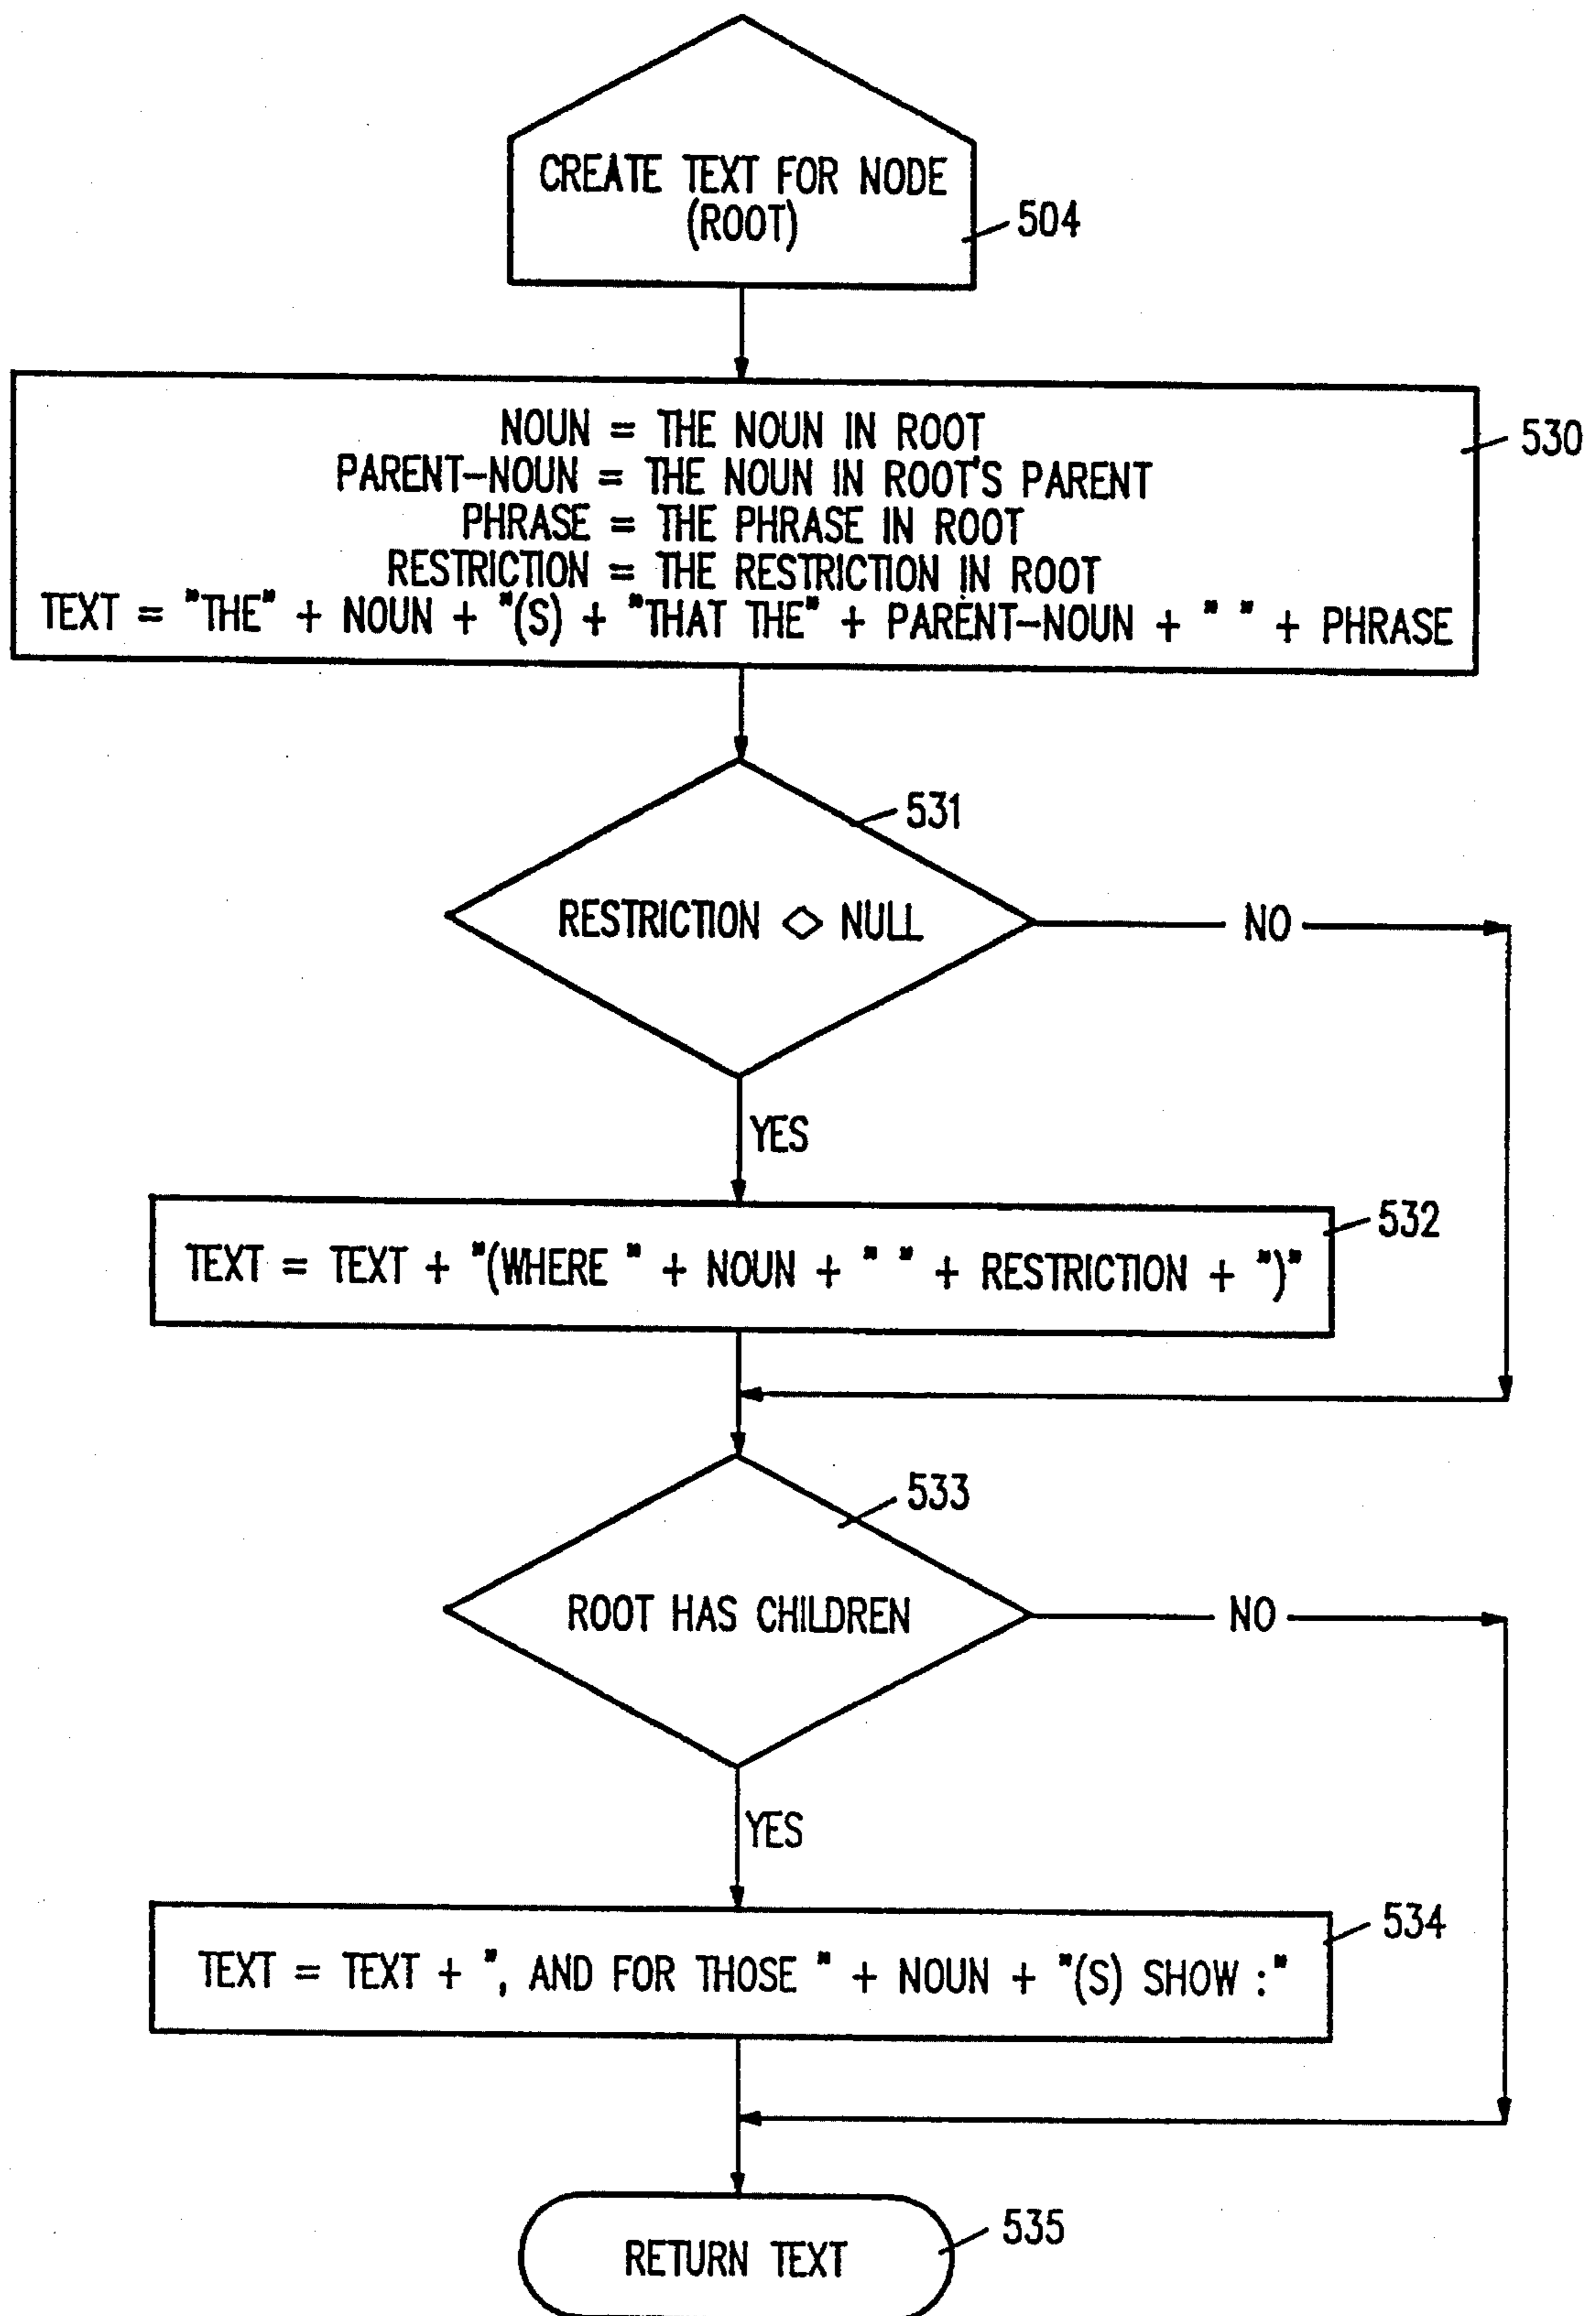 CREATE TEXT FOR NODE
(ROOT)
504
NOUN = THE NOUN IN ROOT
530
PARENT-NOUN = THE NOUN IN ROOT'S PARENT
PHRASE = THE PHRASE IN ROOT
RESTRICTION = THE RESTRICTION IN ROOT
TEXT = "THE" + NOUN + "(S) + "THAT THE" + PARENT-NOUN + " " + PHRASE
531
RESTRICTION <> NULL
NO
YES
532
TEXT = TEXT + "(WHERE " + NOUN + " " + RESTRICTION + ")"
533
ROOT HAS CHILDREN
NO
YES
534
TEXT = TEXT + ", AND FOR THOSE " + NOUN + "(S) SHOW :"
535
RETURN TEXT